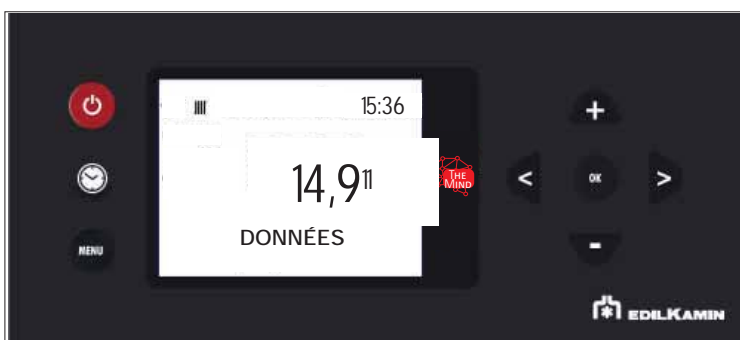 15:36
14,9¹¹
DONNÉES
THE
MIND
MENU
<
OK
>
+
-
EDILKAMIN